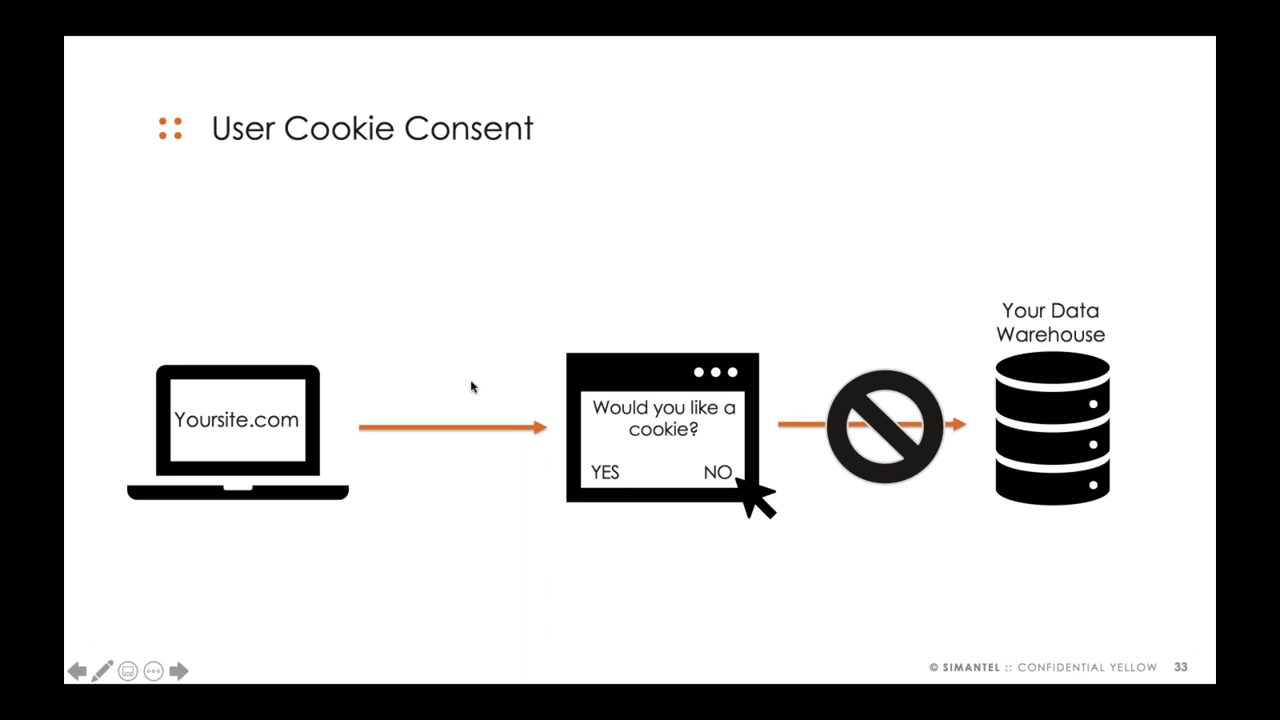 User Cookie Consent
Your Data
Warehouse
Yoursite.com
Would you like a
cookie?
YES NO
© SIMANTEL :: CONFIDENTIAL YELLOW 33